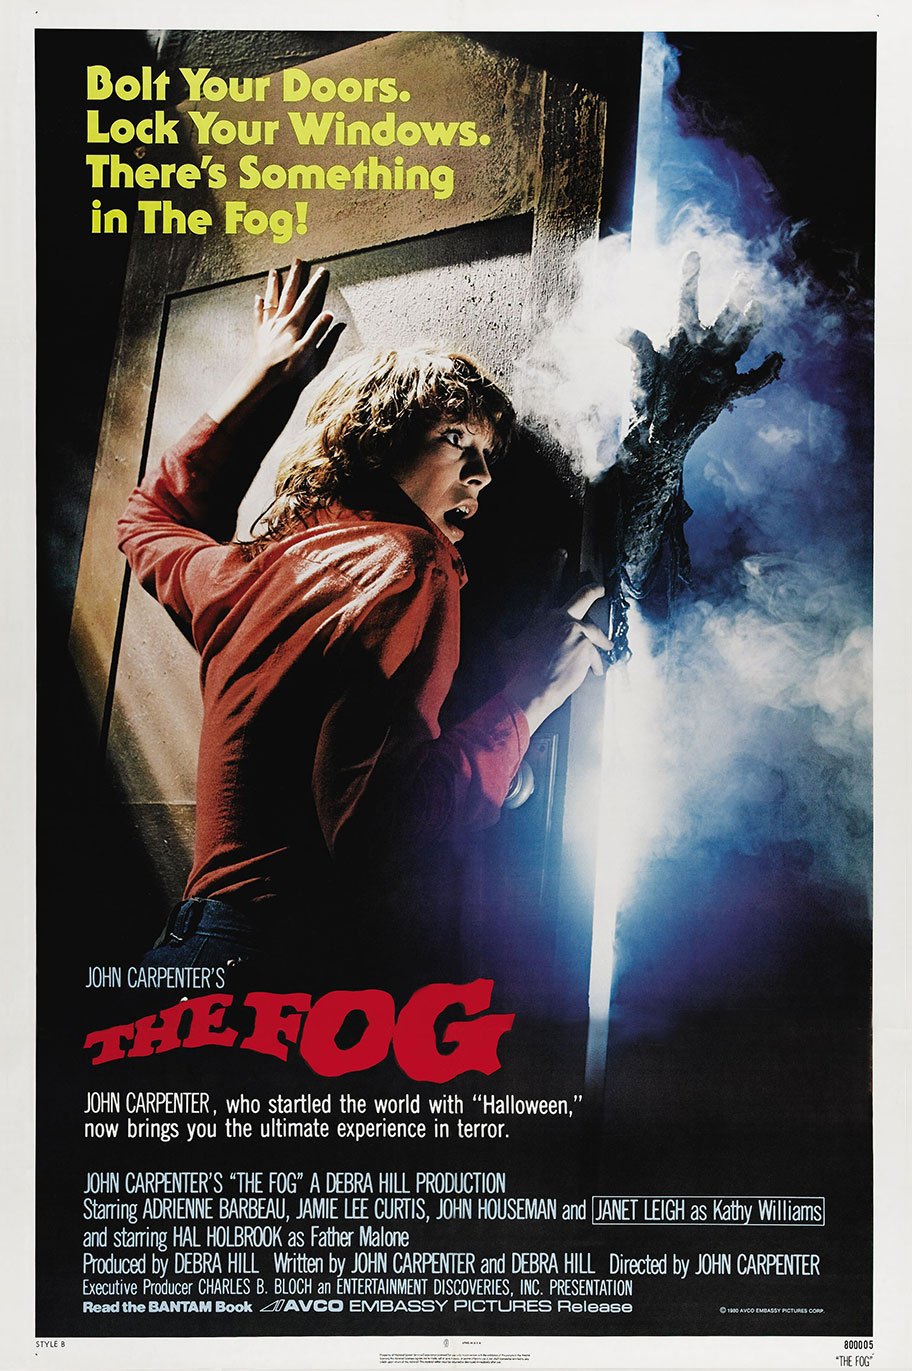 Bolt Your Doors.
Lock Your Windows.
There's Something
in The Fog!
JOHN CARPENTER'S
THE FOG
JOHN CARPENTER, who startled the world with "Halloween,"
now brings you the ultimate experience in terror.
JOHN CARPENTER'S "THE FOG" A DEBRA HILL PRODUCTION
Starring ADRIENNE BARBEAU, JAMIE LEE CURTIS, JOHN HOUSEMAN and JANET LEIGH as Kathy Williams
and starring HAL HOLBROOK as Father Malone
Produced by DEBRA HILL Written by JOHN CARPENTER and DEBRA HILL Directed by JOHN CARPENTER
Executive Producer CHARLES B. BLOCH an ENTERTAINMENT DISCOVERIES, INC. PRESENTATION
Read the BANTAM Book AVCO EMBASSY PICTURES Release
© 1980 AVCO EMBASSY PICTURES CORP.
STYLE B
800005
"THE FOG"